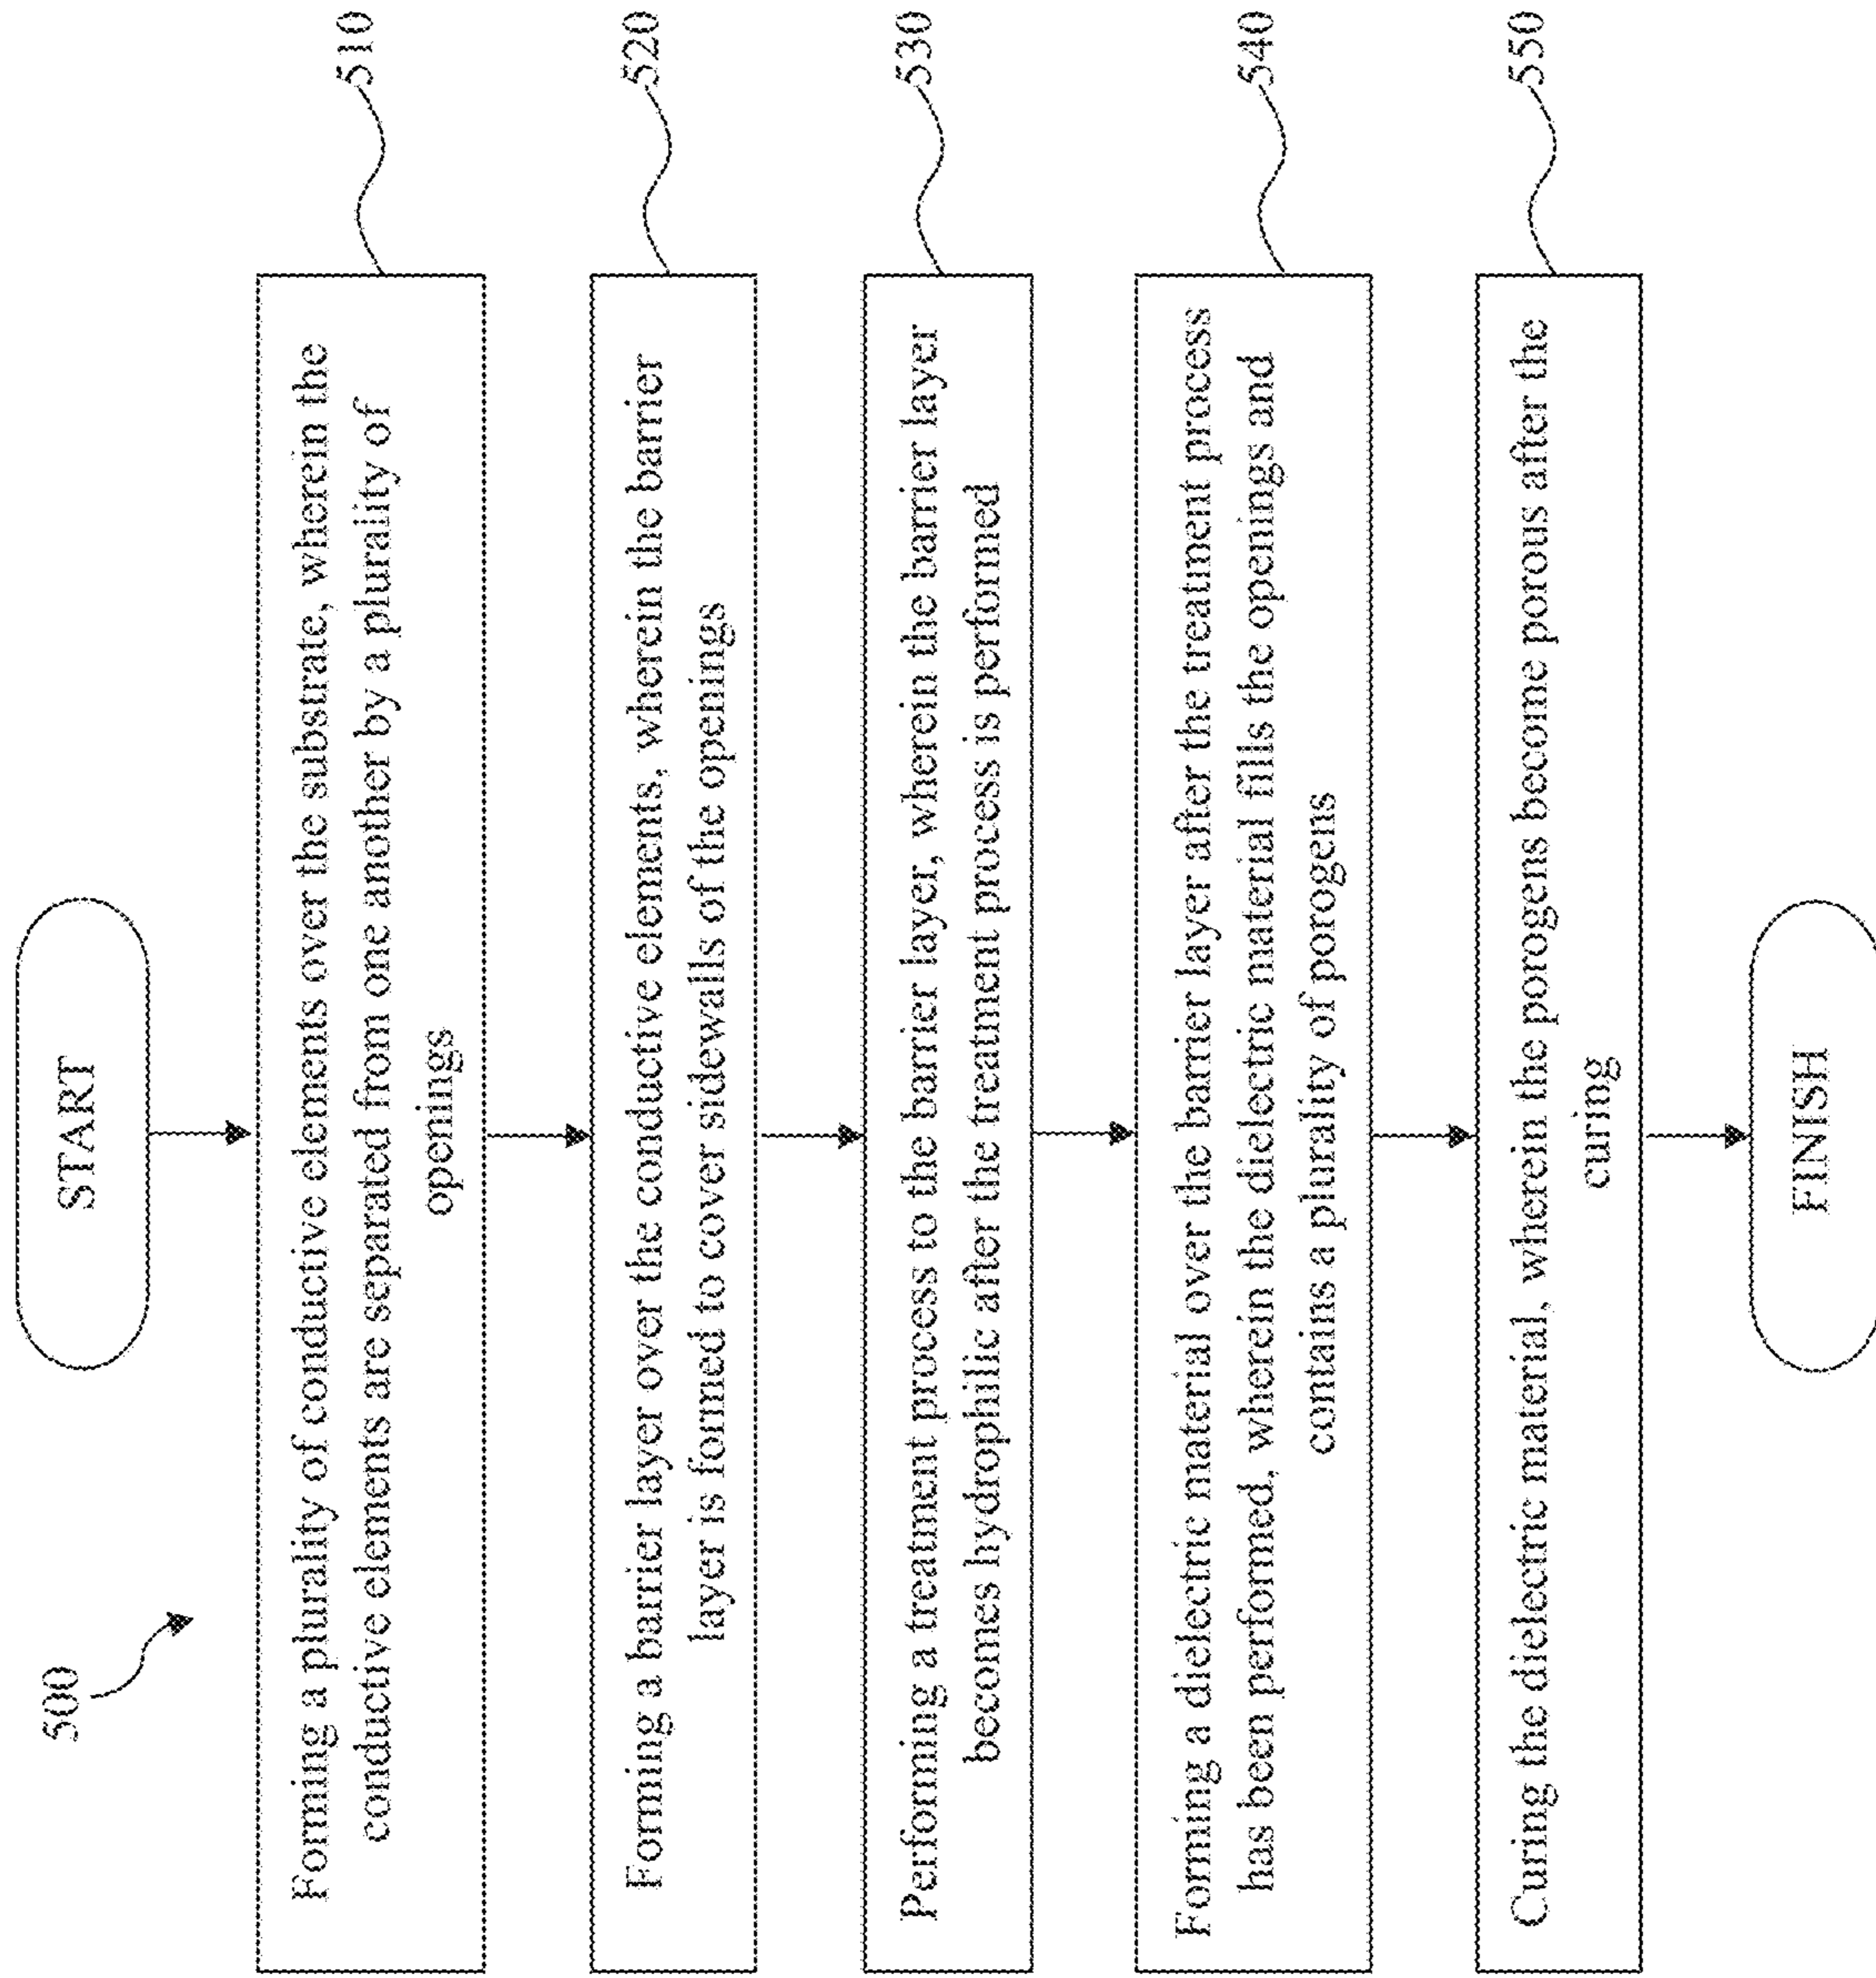 500
START
Forming a plurality of conductive elements over the substrate, wherein the
conductive elements are separated from one another by a plurality of
openings
510
Forming a barrier layer over the conductive elements, wherein the barrier
layer is formed to cover sidewalls of the openings
520
Performing a treatment process to the barrier layer, wherein the barrier layer
becomes hydrophilic after the treatment process is performed
530
Forming a dielectric material over the barrier layer after the treatment process
has been performed, wherein the dielectric material fills the openings and
contains a plurality of porogens
540
Curing the dielectric material, wherein the porogens become porous after the
curing
550
FINISH